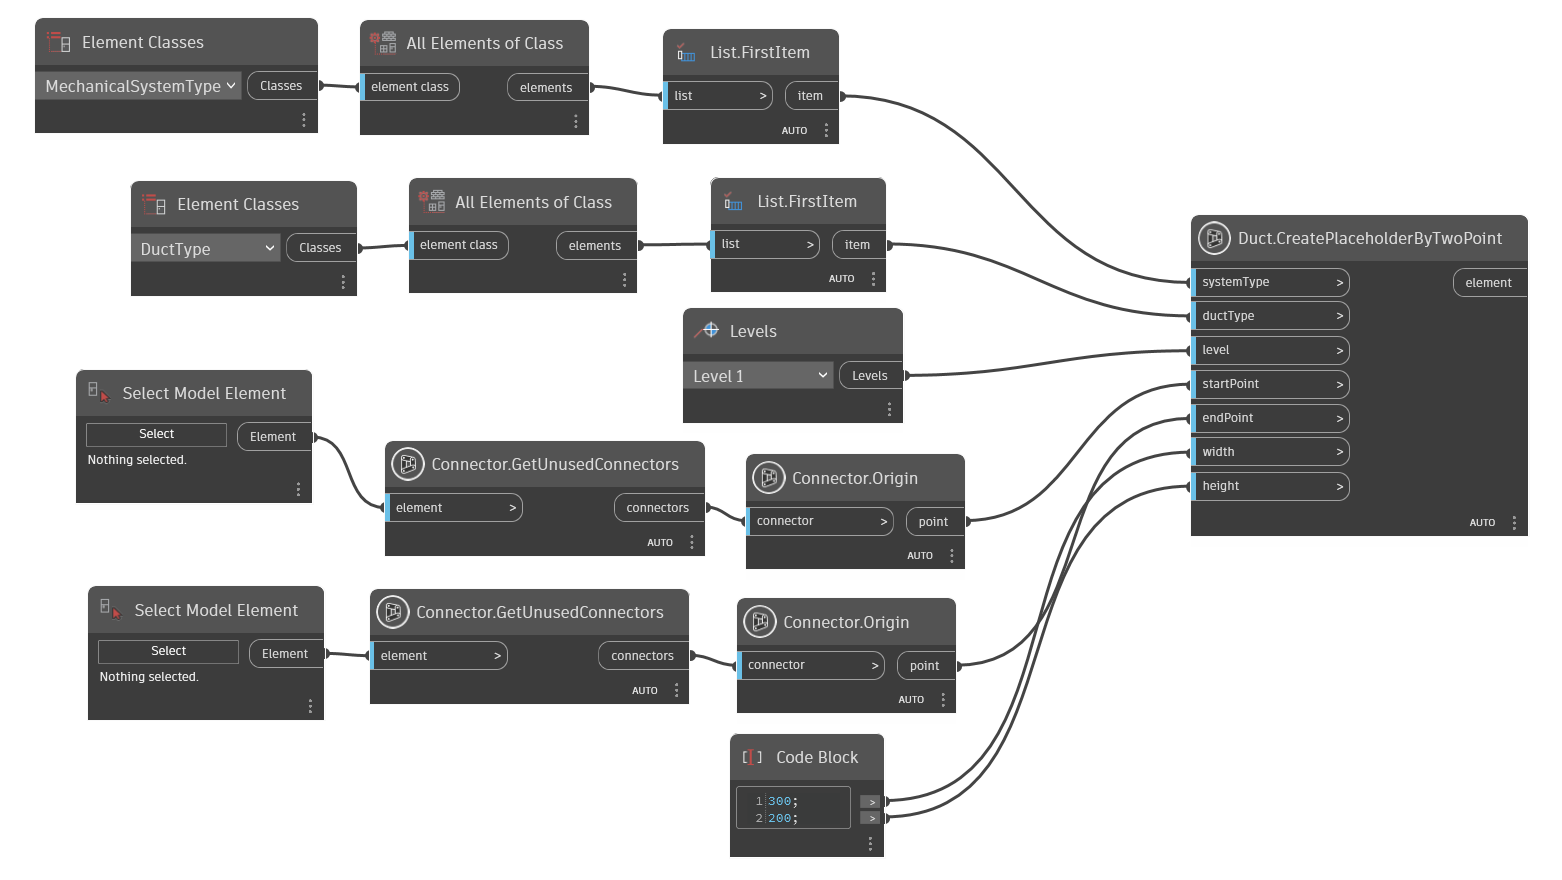 Element Classes
MechanicalSystemType
Classes
All Elements of Class
element class
elements
List.FirstItem
list >
item
AUTO
Element Classes
DuctType
Classes
All Elements of Class
element class
elements
List.FirstItem
list >
item
AUTO
Levels
Level 1
Levels
Select Model Element
Select
Element
Nothing selected.
Connector.GetUnusedConnectors
element >
connectors
AUTO
Connector.Origin
connector >
point
AUTO
Select Model Element
Select
Element
Nothing selected.
Connector.GetUnusedConnectors
element >
connectors
AUTO
Connector.Origin
connector >
point
AUTO
Code Block
1 300; >
2 200; >
Duct.CreatePlaceholderByTwoPoint
systemType >
element
ductType >
level >
startPoint >
endPoint >
width >
height >
AUTO